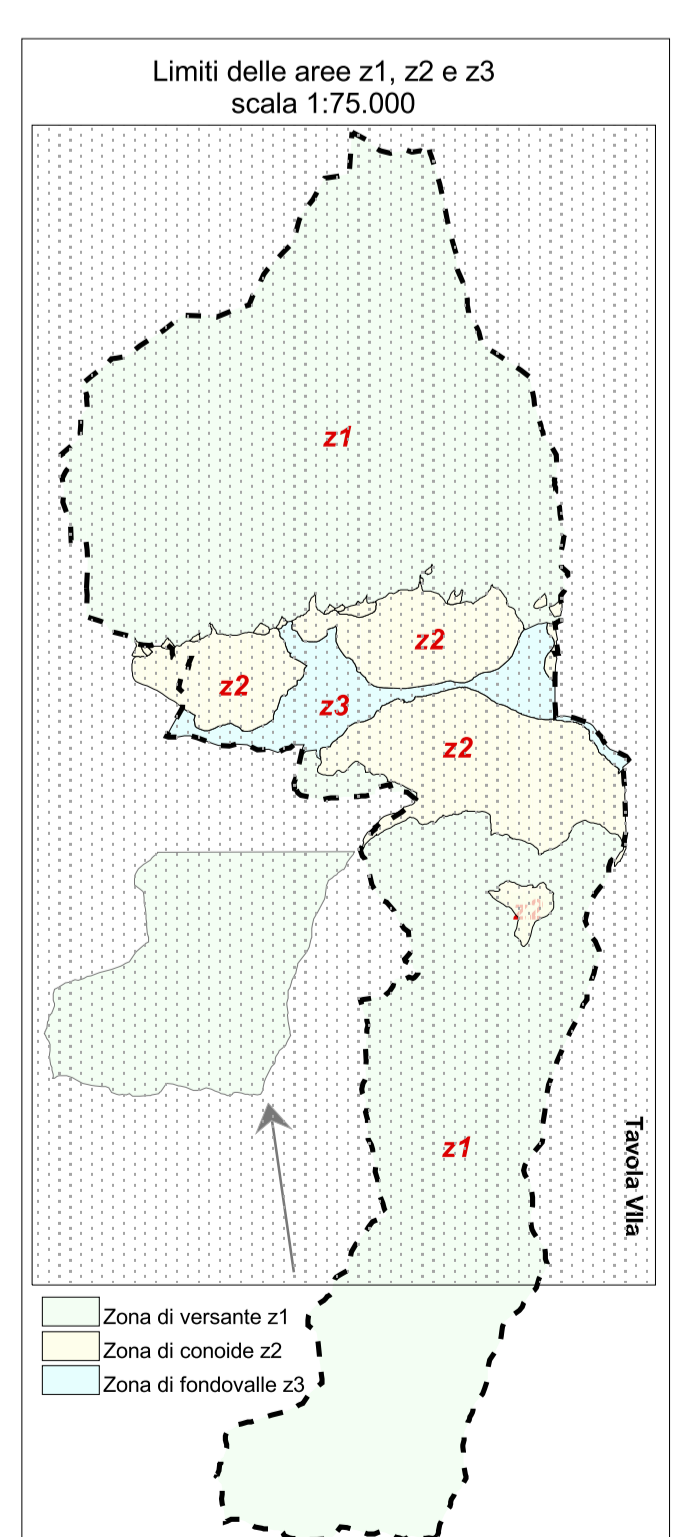 Limiti delle aree z1, z2 e z3
scala 1:75.000
z1
z2
z2
z3
z2
z2
z1
Tavola VIIa
Zona di versante z1
Zona di conoide z2
Zona di fondovalle z3